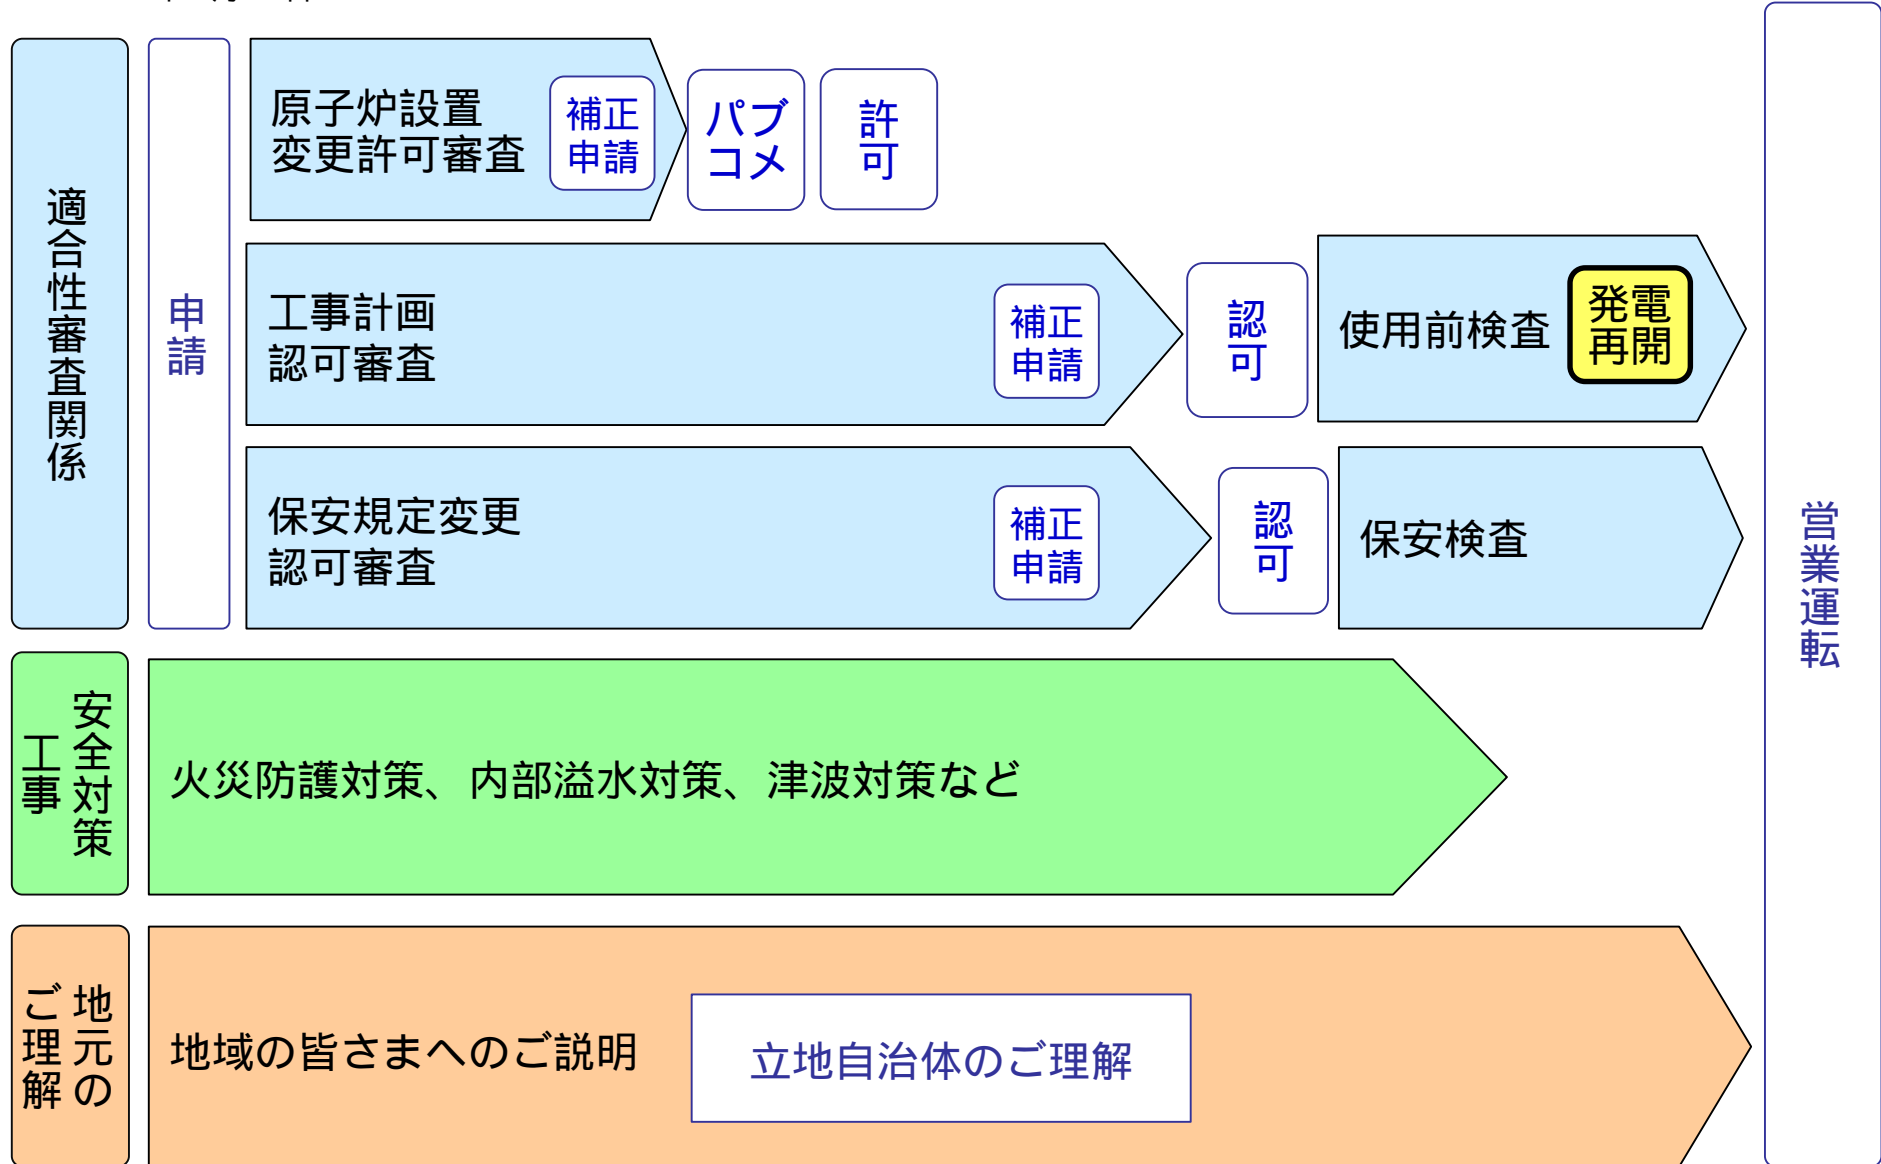 適合性審査関係
申請
原子炉設置
変更許可審査
補正
申請
パブ
コメ
許
可
工事計画
認可審査
補正
申請
認
可
使用前検査
発電
再開
保安規定変更
認可審査
補正
申請
認
可
保安検査
営業運転
安全対策
工事
火災防護対策、内部溢水対策、津波対策など
地元の
ご理解
地域の皆さまへのご説明
立地自治体のご理解